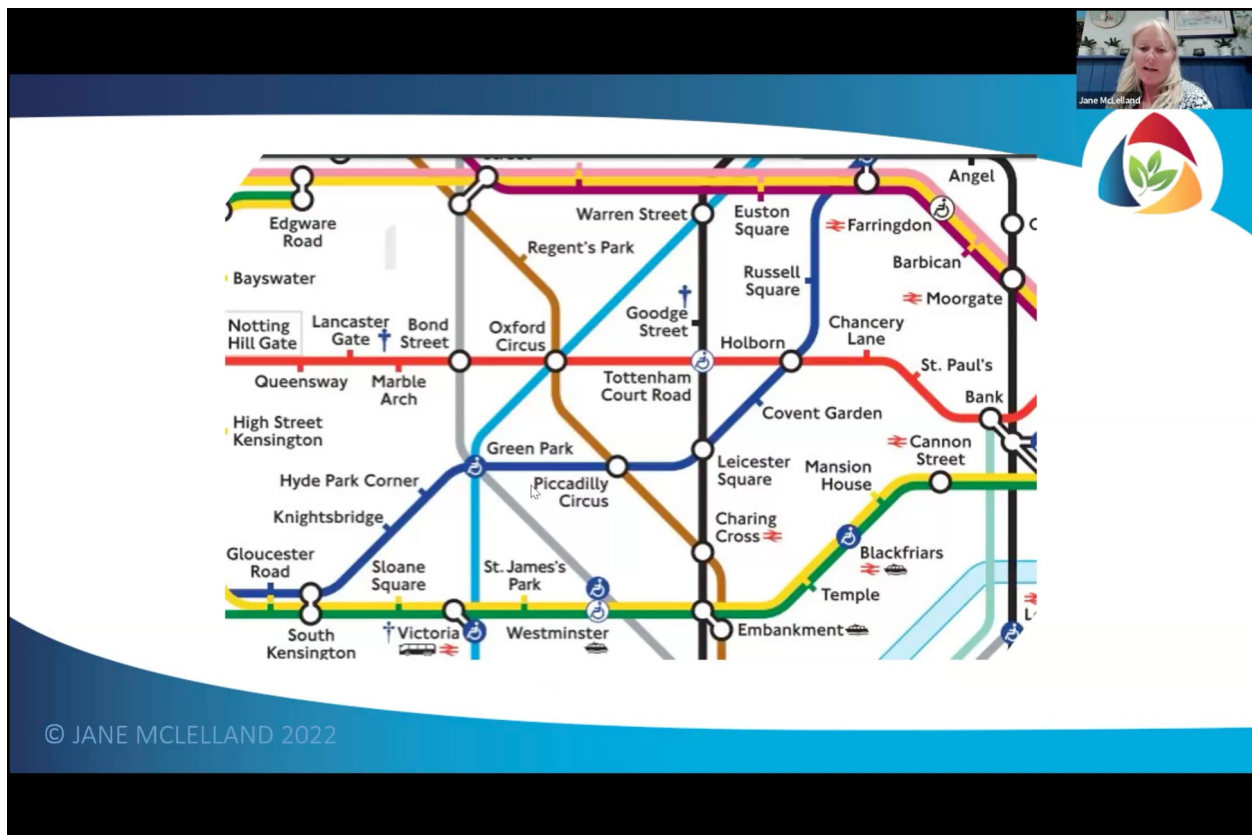 Jane McLelland
Angel
Edgware
Road
Warren Street
Euston
Square
Farringdon
Regent's Park
Barbican
Bayswater
Russell
Square
Moorgate
Notting
Hill Gate
Lancaster
Gate
Bond
Street
Oxford
Circus
Goodge
Street
Holborn
Chancery
Lane
Queensway
Marble
Arch
Tottenham
Court Road
St. Paul's
Bank
High Street
Kensington
Covent Garden
Cannon
Street
Green Park
Hyde Park Corner
Piccadilly
Circus
Leicester
Square
Mansion
House
Knightsbridge
Charing
Cross
Gloucester
Road
Sloane
Square
St. James's
Park
Blackfriars
Temple
South
Kensington
Victoria
Westminster
Embankment
© JANE MCLELLAND 2022